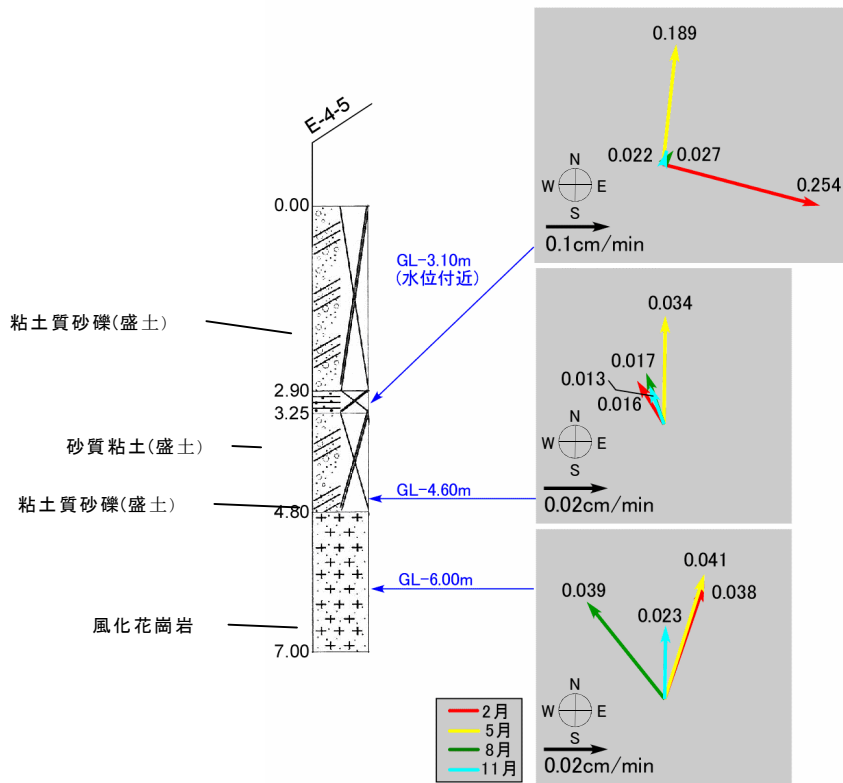 E-4-5
0.00
2.90
3.25
4.80
7.00
粘土質砂礫(盛土)
砂質粘土(盛土)
粘土質砂礫(盛土)
風化花崗岩
GL-3.10m
(水位付近)
GL-4.60m
GL-6.00m
0.189
0.022
0.027
0.254
N
W E
S
0.1cm/min
0.034
0.017
0.013
0.016
N
W E
S
0.02cm/min
0.041
0.039
0.038
0.023
N
W E
S
0.02cm/min
2月
5月
8月
11月